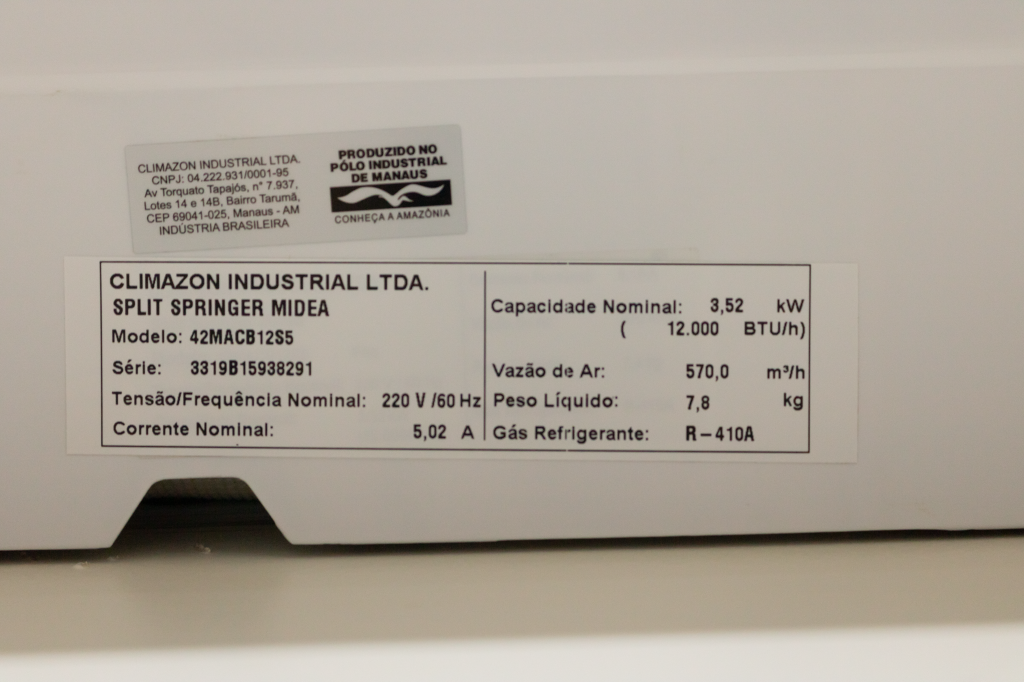 CLIMAZON INDUSTRIAL LTDA.
CNPJ: 04.222.931/0001-95
Av Torquato Tapajós, n° 7.937,
Lotes 14 e 14B, Bairro Tarumã,
CEP 69041-025, Manaus - AM
INDÚSTRIA BRASILEIRA
PRODUZIDO NO
PÓLO INDUSTRIAL
DE MANAUS
CONHEÇA A AMAZÔNIA
CLIMAZON INDUSTRIAL LTDA.
SPLIT SPRINGER MIDEA
Modelo: 42MACB12S5
Série: 3319B15938291
Tensão/Frequência Nominal: 220 V /60 Hz
Corrente Nominal: 5,02 A
Capacidade Nominal: 3,52 kW
( 12.000 BTU/h)
Vazão de Ar: 570,0 m³/h
Peso Líquido: 7,8 kg
Gás Refrigerante: R-410A